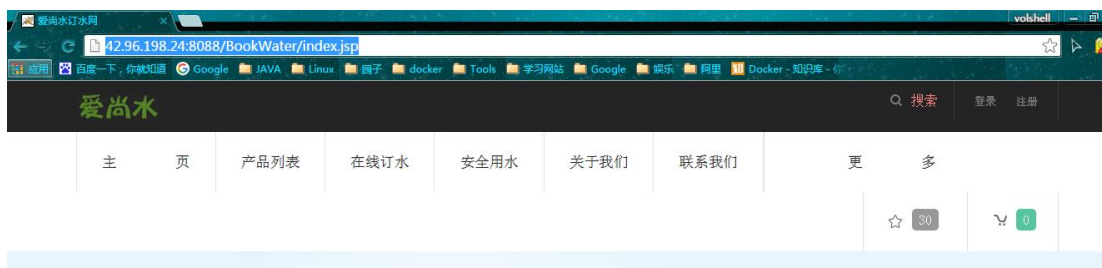 爱尚水订水网
volshell
42.96.198.24:8088/BookWater/index.jsp
应用 百度一下，你就知道 Google JAVA Linux 园子 docker Tools 学习网站 Google 娱乐 阿里 Docker - 知识库 - 你
爱尚水 搜索 登录 注册
主 页 产品列表 在线订水 安全用水 关于我们 联系我们 更 多
30 0